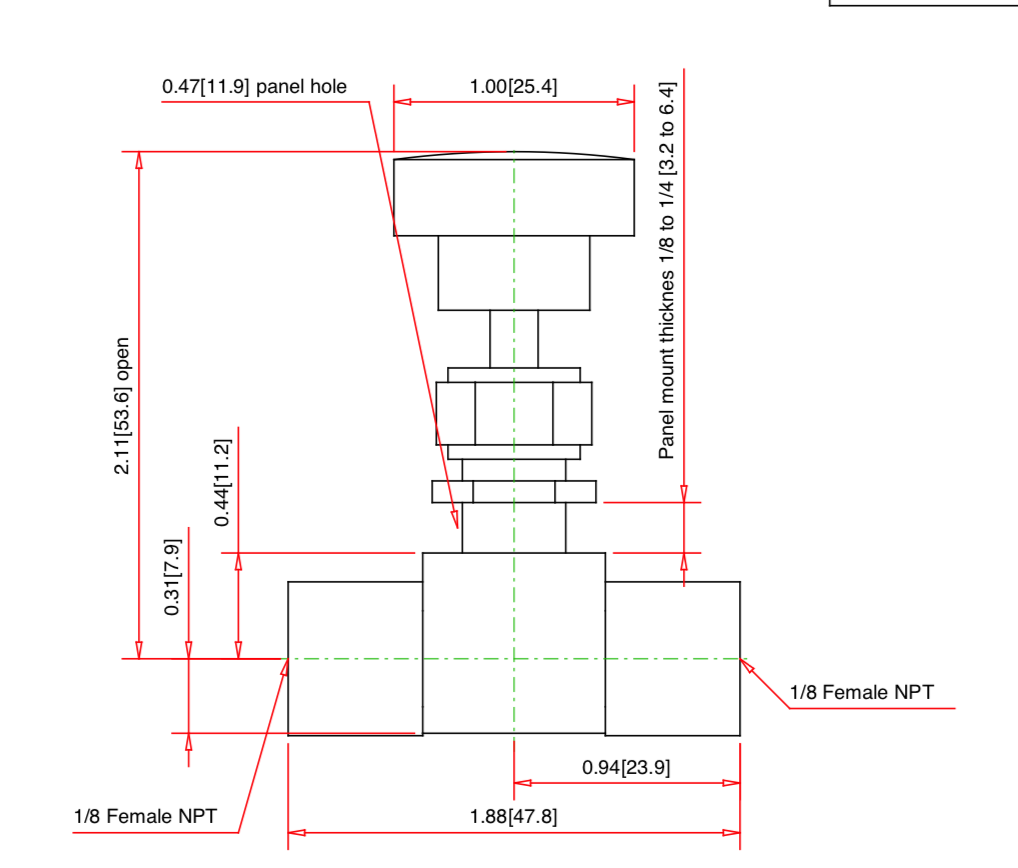 0.47[11.9] panel hole
1.00[25.4]
Panel mount thicknes 1/8 to 1/4 [3.2 to 6.4]
2.11[53.6] open
0.44[11.2]
0.31[7.9]
1/8 Female NPT
0.94[23.9]
1/8 Female NPT
1.88[47.8]